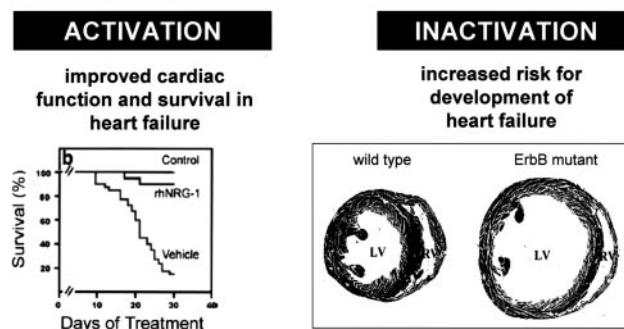 ACTIVATION
improved cardiac
function and survival in
heart failure
b
Control
rhNRG-1
Vehicle
Survival (%)
100
80
60
40
20
10
20
30
40
Days of Treatment
INACTIVATION
increased risk for
development of
heart failure
wild type
ErbB mutant
LV
RV
LV
RV